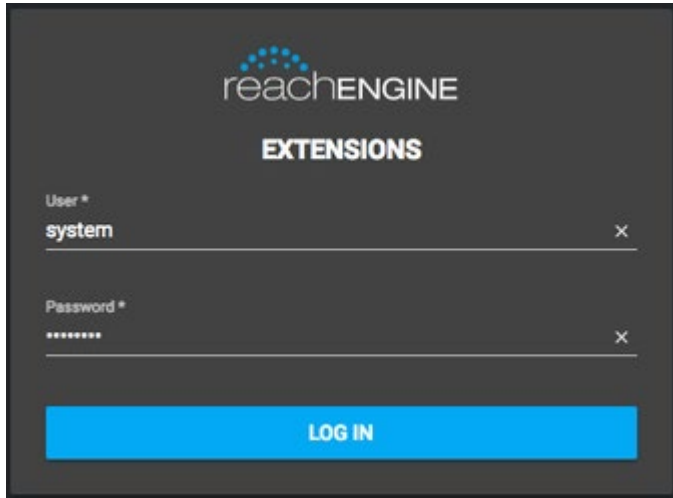 reachENGINE
EXTENSIONS
User *
system
Password *
••••••••
LOG IN